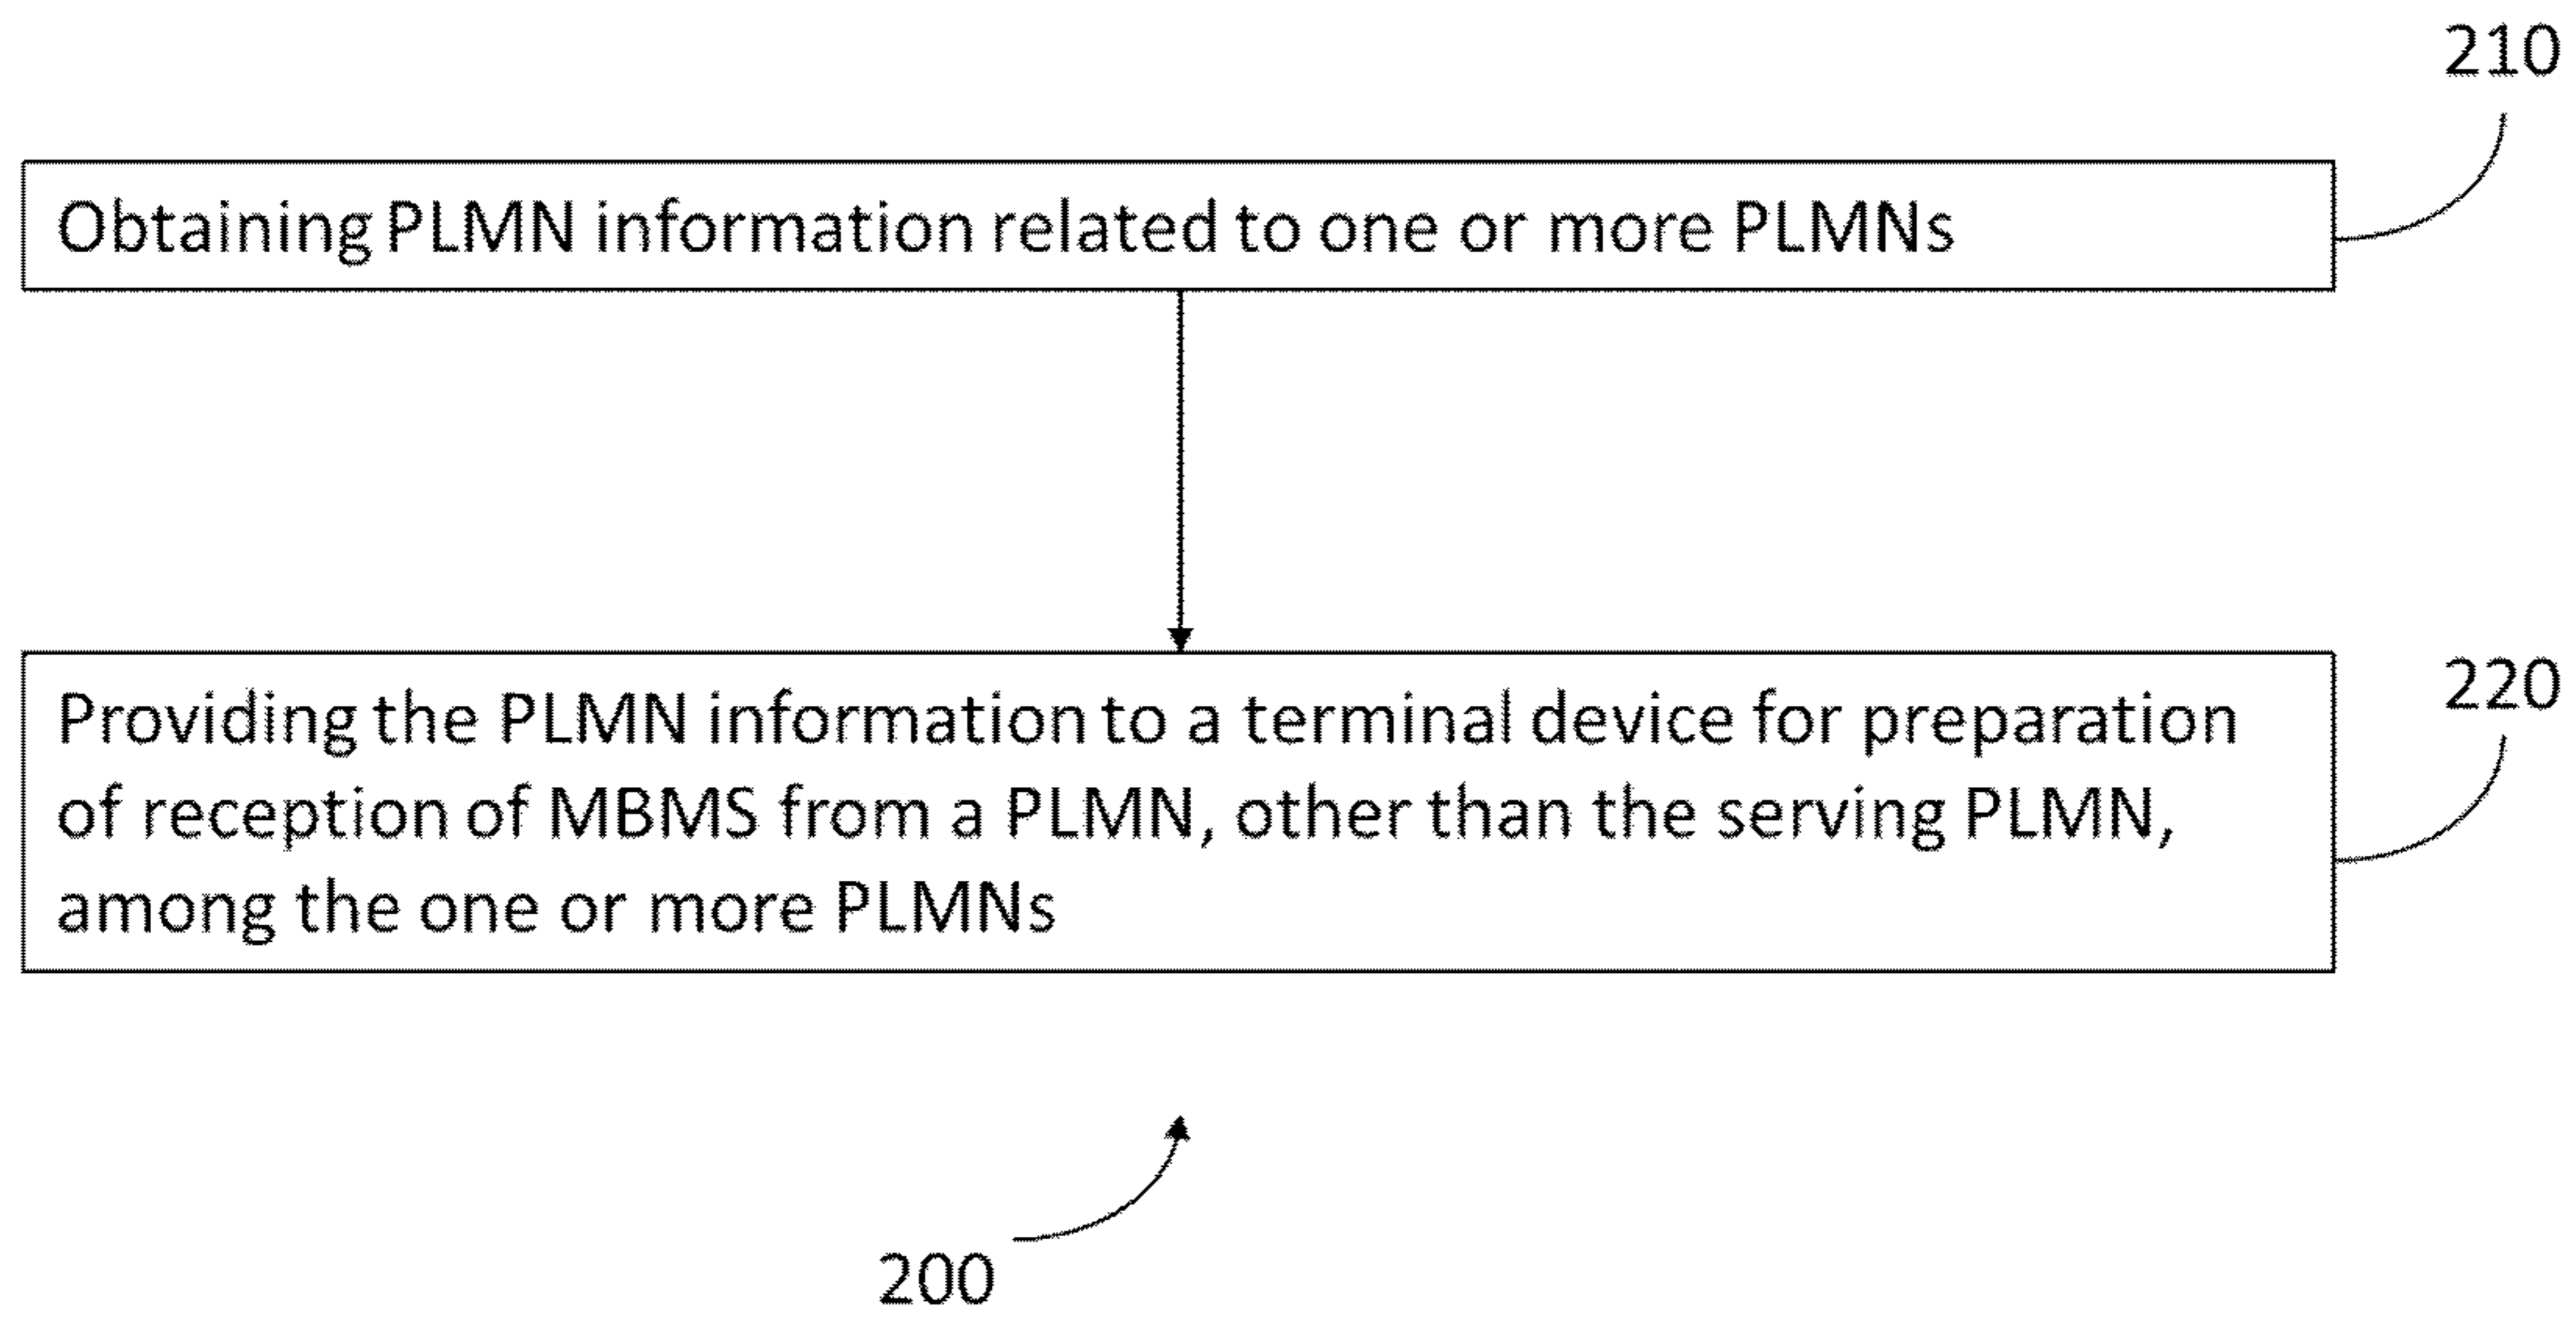 210
Obtaining PLMN information related to one or more PLMNs
220
Providing the PLMN information to a terminal device for preparation
of reception of MBMS from a PLMN, other than the serving PLMN,
among the one or more PLMNs
200